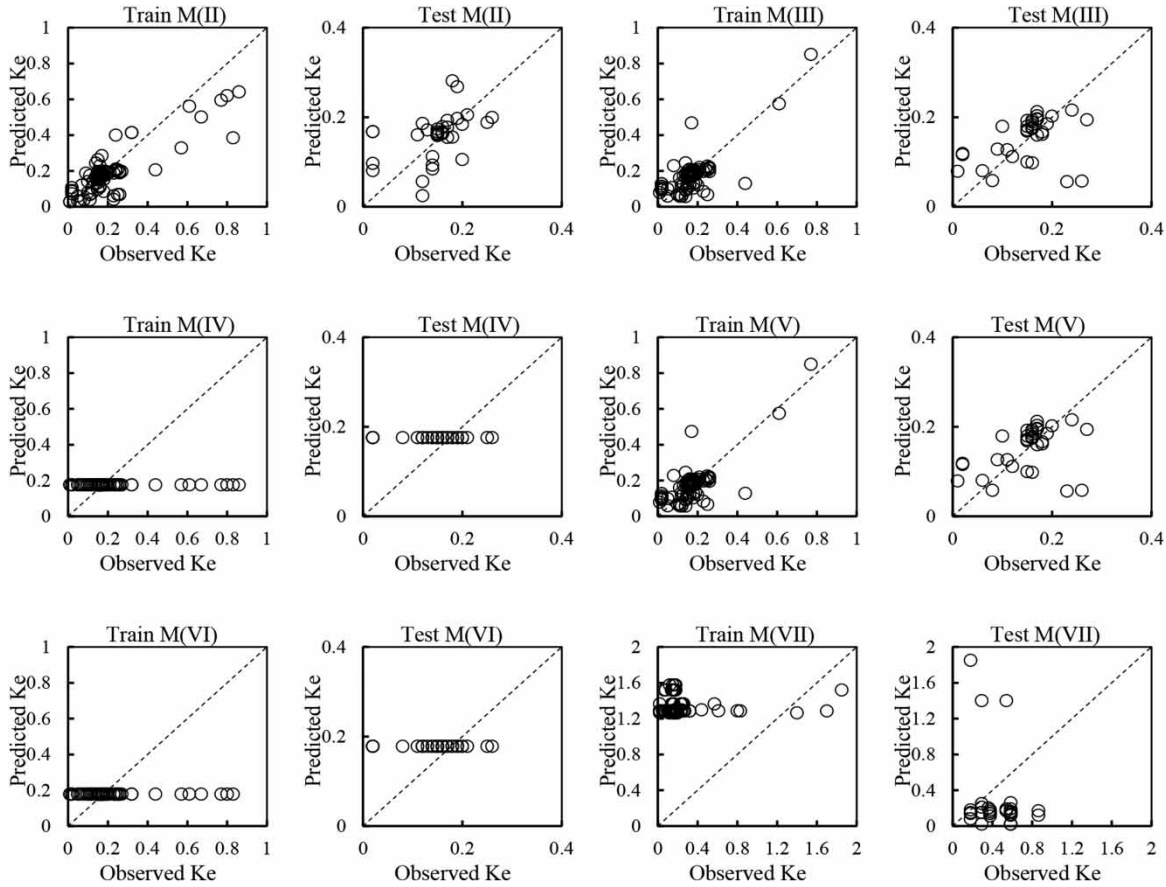 Train M(II)
Predicted Ke
1
0.8
0.6
0.4
0.2
0
0 0.2 0.4 0.6 0.8 1
Observed Ke
Test M(II)
Predicted Ke
0.4
0.2
0
0 0.2 0.4
Observed Ke
Train M(III)
Predicted Ke
1
0.8
0.6
0.4
0.2
0
0 0.2 0.4 0.6 0.8 1
Observed Ke
Test M(III)
Predicted Ke
0.4
0.2
0
0 0.2 0.4
Observed Ke
Train M(IV)
Predicted Ke
1
0.8
0.6
0.4
0.2
0
0 0.2 0.4 0.6 0.8 1
Observed Ke
Test M(IV)
Predicted Ke
0.4
0.2
0
0 0.2 0.4
Observed Ke
Train M(V)
Predicted Ke
1
0.8
0.6
0.4
0.2
0
0 0.2 0.4 0.6 0.8 1
Observed Ke
Test M(V)
Predicted Ke
0.4
0.2
0
0 0.2 0.4
Observed Ke
Train M(VI)
Predicted Ke
1
0.8
0.6
0.4
0.2
0
0 0.2 0.4 0.6 0.8 1
Observed Ke
Test M(VI)
Predicted Ke
0.4
0.2
0
0 0.2 0.4
Observed Ke
Train M(VII)
Predicted Ke
2
1.6
1.2
0.8
0.4
0
0 0.4 0.8 1.2 1.6 2
Observed Ke
Test M(VII)
Predicted Ke
2
1.6
1.2
0.8
0.4
0
0 0.4 0.8 1.2 1.6 2
Observed Ke